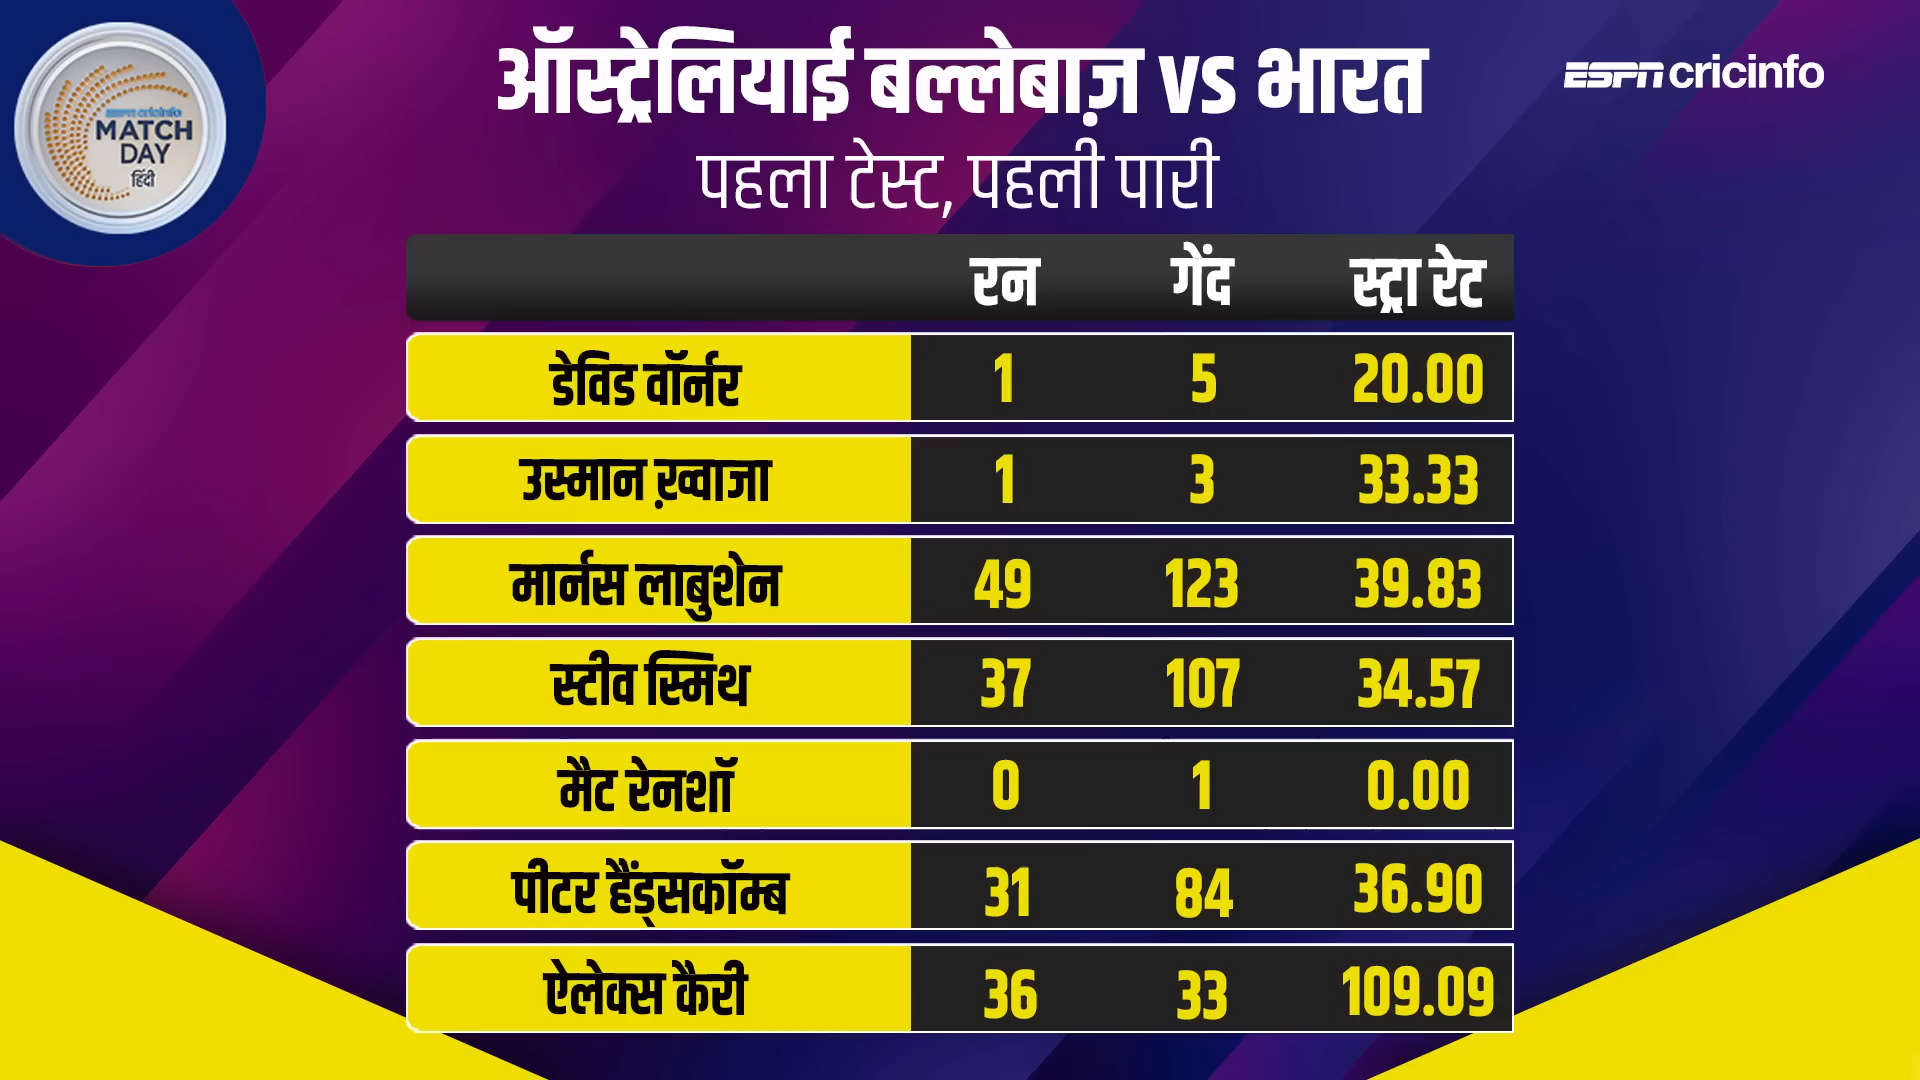 ऑस्ट्रेलियाई बल्लेबाज़ vs भारत
ESPNcricinfo
ESPNcricinfo
MATCH
DAY
हिंदी
पहला टेस्ट, पहली पारी
रन गेंद स्ट्रा रेट
डेविड वॉर्नर 1 5 20.00
उस्मान ख़्वाजा 1 3 33.33
मार्नस लाबुशेन 49 123 39.83
स्टीव स्मिथ 37 107 34.57
मैट रेनशॉ 0 1 0.00
पीटर हैंड्सकॉम्ब 31 84 36.90
ऐलेक्स कैरी 36 33 109.09